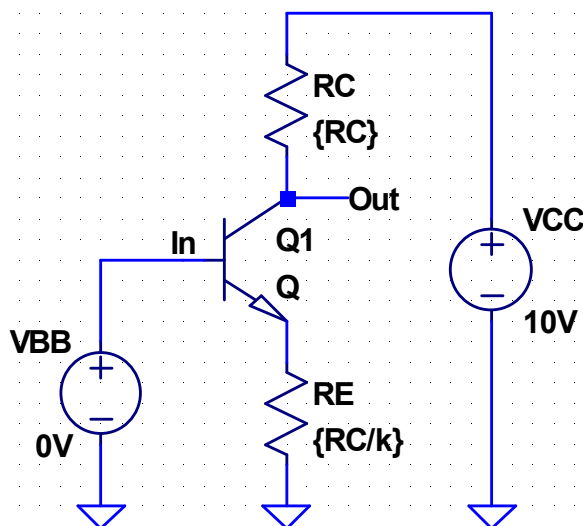 RC
{RC}
Out
VCC
In
Q1
Q
VBB
10V
RE
0V
{RC/k}